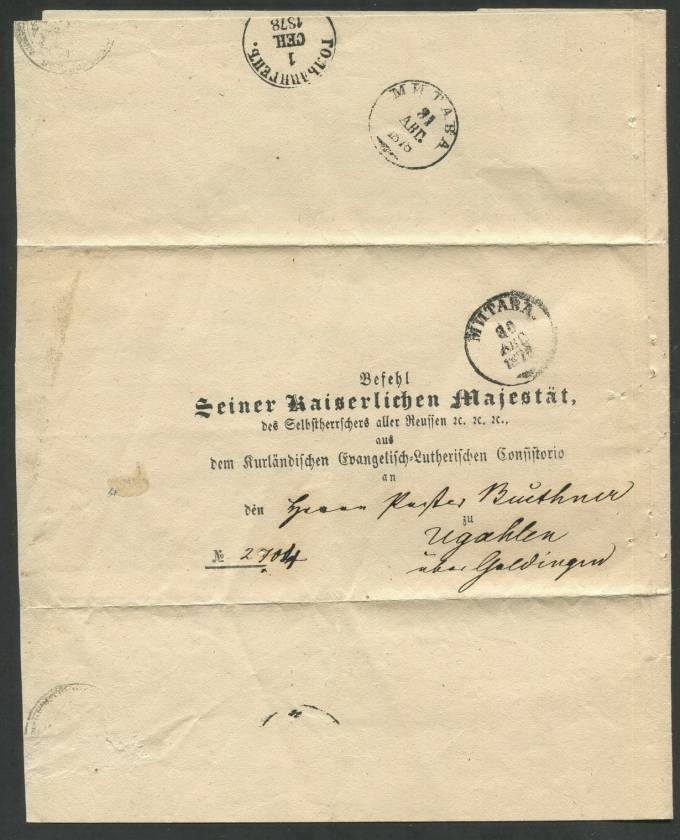 ГОЛЬДИНГЕНЪ.
1
СЕН.
1878
МИТАВА
31
АВГ.
1878
МИТАВА.
30
АВГ.
1878
Befehl
Seiner Kaiserlichen Majestät,
des Selbstherrschers aller Reussen ꝛc. ꝛc. ꝛc.,
aus
dem Kurländischen Evangelisch-Lutherischen Consistorio
an
den Herrn Pastor Buethner
zu
Ugahlen
№ 2704
über Goldingen